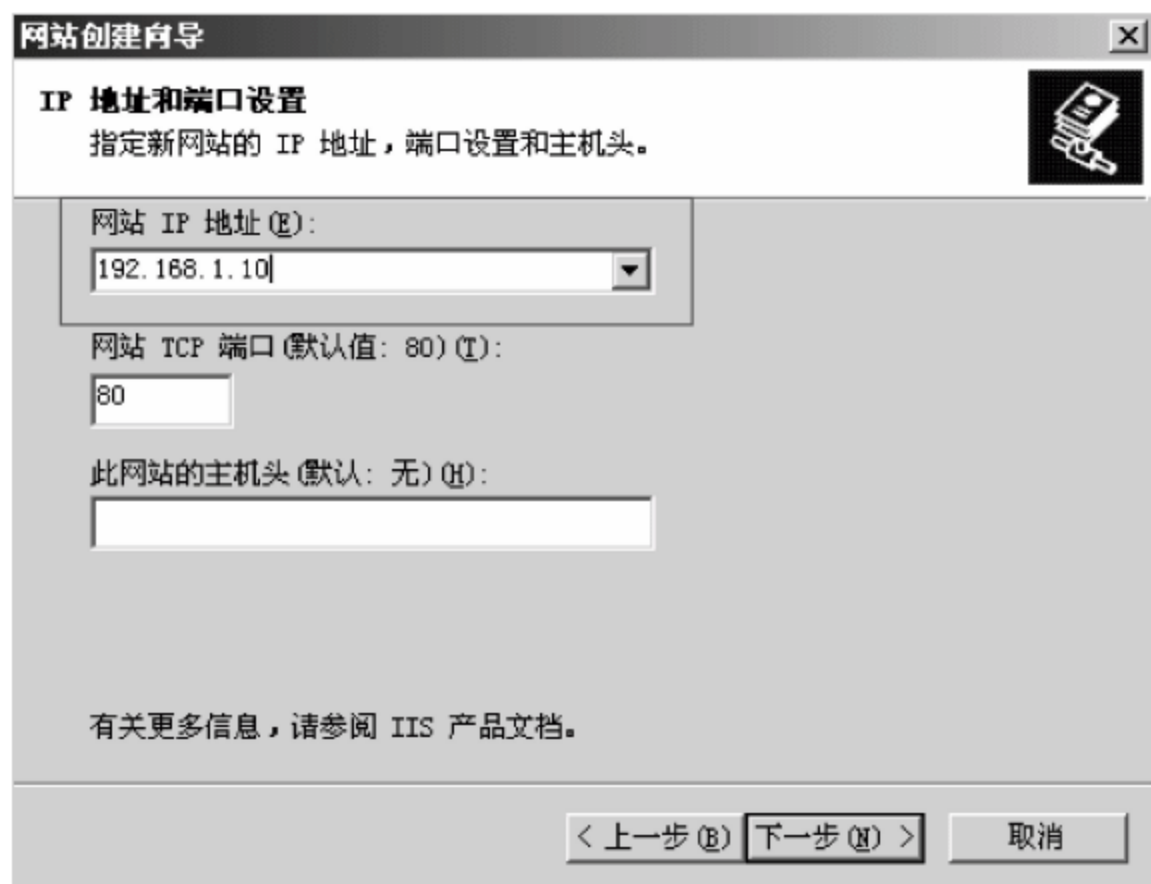 网站创建向导
IP 地址和端口设置
指定新网站的 IP 地址，端口设置和主机头。
网站 IP 地址(E):
192.168.1.10
网站 TCP 端口(默认值: 80)(T):
80
此网站的主机头(默认: 无)(H):
有关更多信息，请参阅 IIS 产品文档。
< 上一步(B) 下一步(N) > 取消